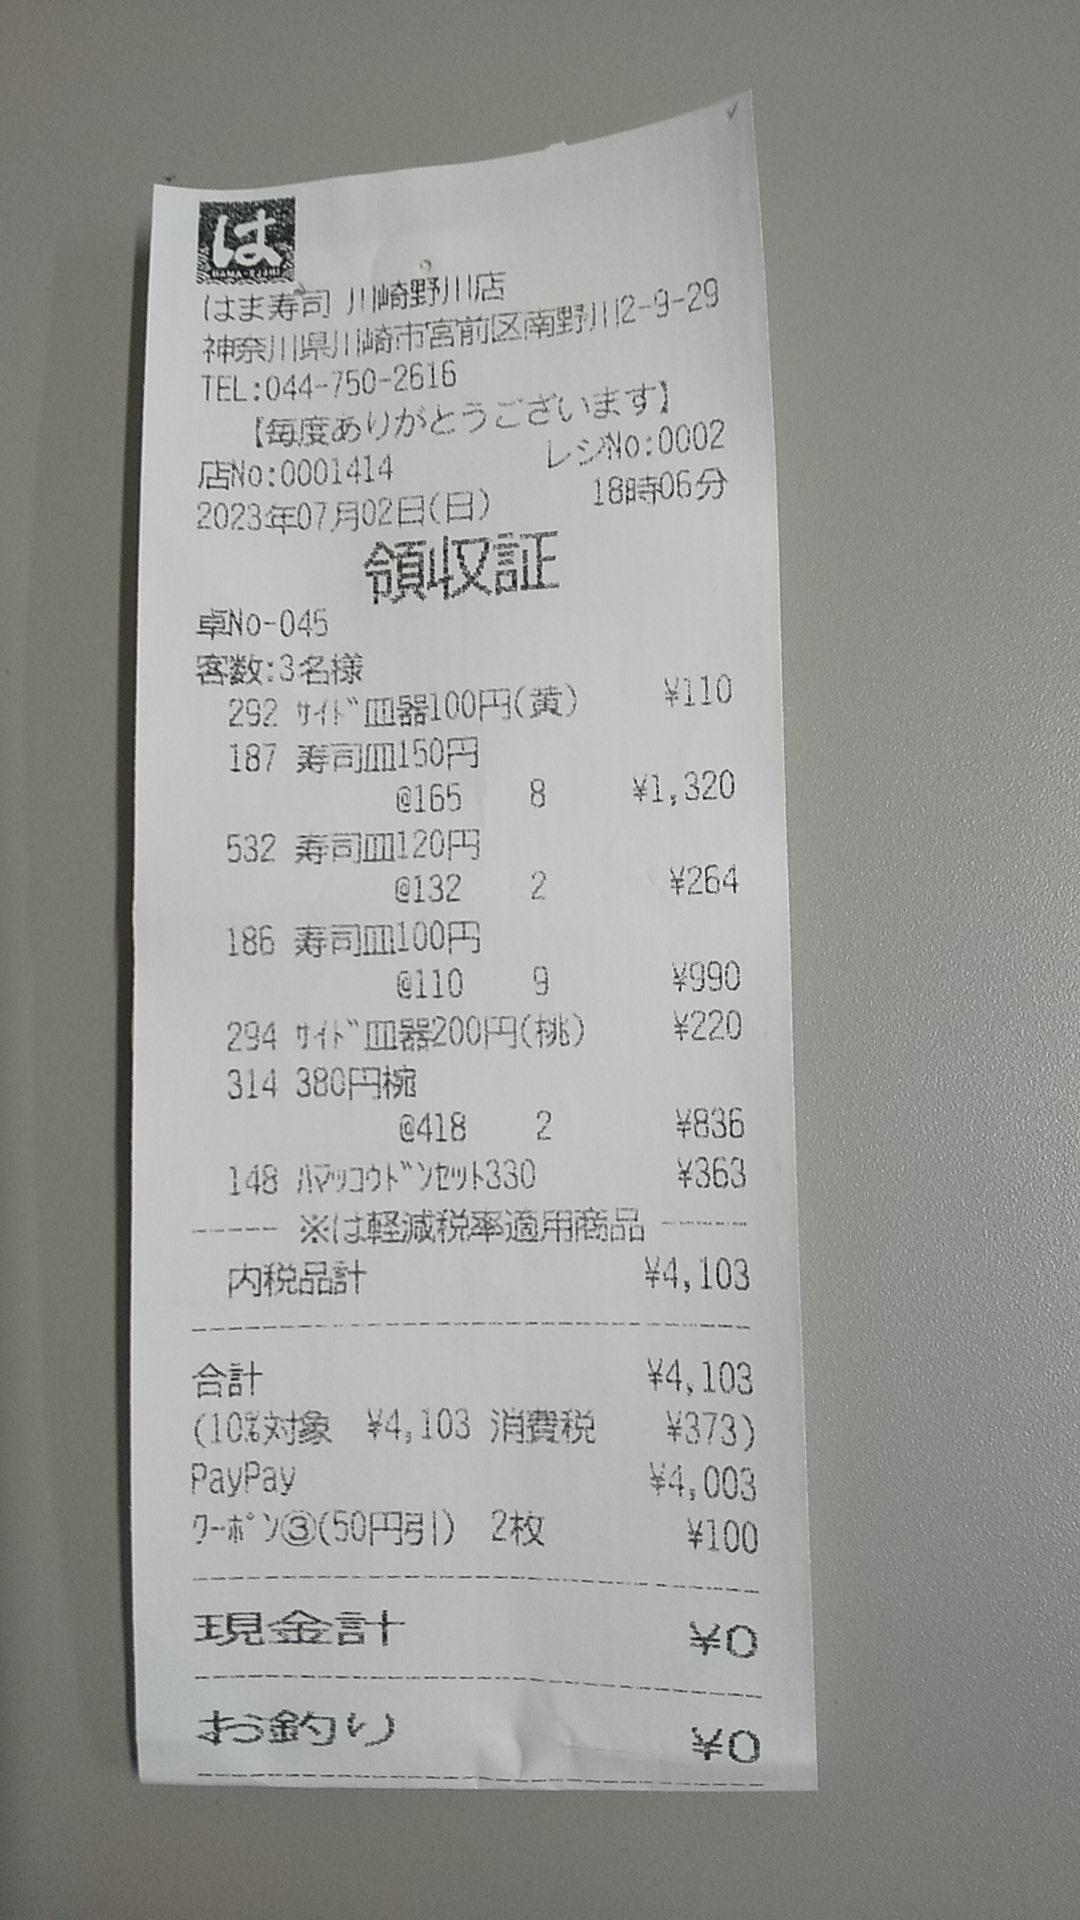 は
HAMA-SUSHI
はま寿司 川崎野川店
神奈川県川崎市宮前区南野川2-9-29
TEL:044-750-2616
【毎度ありがとうございます】
店No:0001414 レジNo:0002
2023年07月02日(日) 18時06分
領収証
卓No-045
客数:3名様
292 ｻｲﾄﾞ皿器100円(黄) ¥110
187 寿司皿150円
@165 8 ¥1,320
532 寿司皿120円
@132 2 ¥264
186 寿司皿100円
@110 9 ¥990
294 ｻｲﾄﾞ皿器200円(桃) ¥220
314 380円椀
@418 2 ¥836
148 ﾊﾏｯｺｳﾄﾞﾝｾｯﾄ330 ¥363
----- ※は軽減税率適用商品 -----
内税品計 ¥4,103
合計 ¥4,103
(10%対象 ¥4,103 消費税 ¥373)
PayPay ¥4,003
ｸｰﾎﾟﾝ③(50円引) 2枚 ¥100
現金計 ¥0
お釣り ¥0